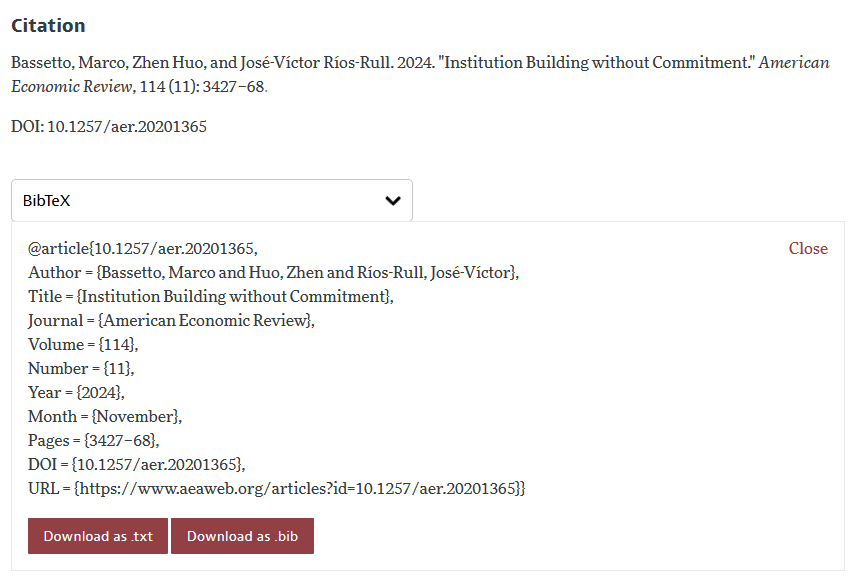 Citation
Bassetto, Marco, Zhen Huo, and José-Víctor Ríos-Rull. 2024. "Institution Building without Commitment." American
Economic Review, 114 (11): 3427–68.
DOI: 10.1257/aer.20201365
BibTeX
@article{10.1257/aer.20201365,
Close
Author = {Bassetto, Marco and Huo, Zhen and Ríos-Rull, José-Víctor},
Title = {Institution Building without Commitment},
Journal = {American Economic Review},
Volume = {114},
Number = {11},
Year = {2024},
Month = {November},
Pages = {3427–68},
DOI = {10.1257/aer.20201365},
URL = {https://www.aeaweb.org/articles?id=10.1257/aer.20201365}}
Download as .txt
Download as .bib